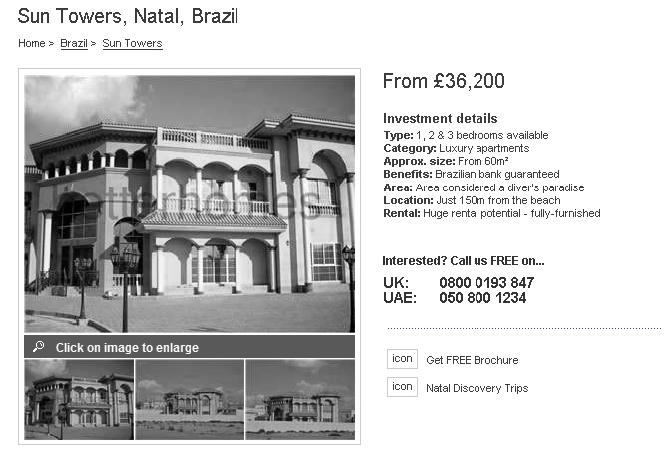 Sun Towers, Natal, Brazil
Home > Brazil > Sun Towers
From £36,200
Investment details
Type: 1, 2 & 3 bedrooms available
Category: Luxury apartments
Approx. size: From 60m²
Benefits: Brazilian bank guaranteed
Area: Area considered a diver's paradise
Location: Just 150m from the beach
Rental: Huge renta potential - fully-furnished
Interested? Call us FREE on...
UK: 0800 0193 847
UAE: 050 800 1234
Click on image to enlarge
icon Get FREE Brochure
icon Natal Discovery Trips